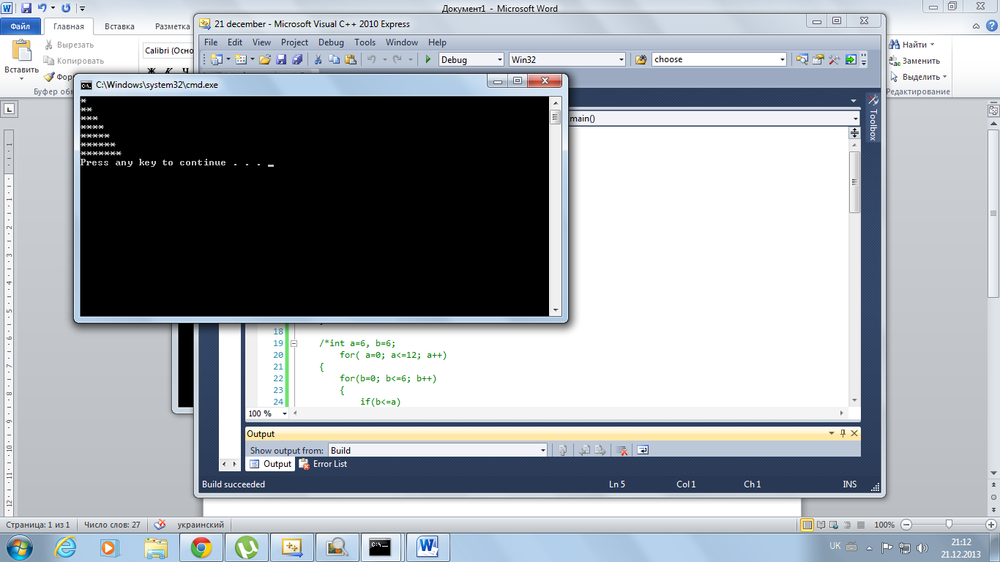 Документ1 - Microsoft Word
Файл
Главная
Вставка
Разметка
Вставить
Вырезать
Копировать
Фор
Буфер об
Calibri (Осно
Ж К Ч
Найти
Заменить
Выделить
Редактирование
21 december - Microsoft Visual C++ 2010 Express
File Edit View Project Debug Tools Window Help
Debug
Win32
choose
main()
Toolbox
C:\Windows\system32\cmd.exe
*
**
***
****
*****
******
*******
Press any key to continue . . . _
18
19 /*int a=6, b=6;
20 for( a=0; a<=12; a++)
21 {
22 for(b=0; b<=6; b++)
23 {
24 if(b<=a)
100 %
Output
Show output from: Build
Output Error List
Build succeeded
Ln 5 Col 1 Ch 1 INS
Страница: 1 из 1 Число слов: 27 украинский
100%
UK
21:12
21.12.2013